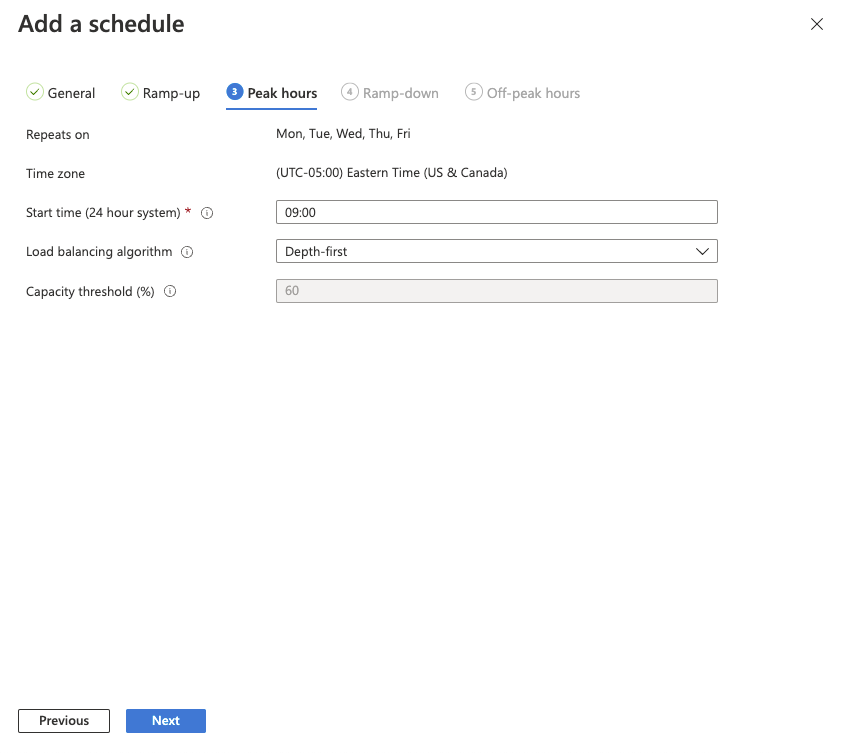 Add a schedule
General Ramp-up 3 Peak hours 4 Ramp-down 5 Off-peak hours
Repeats on Mon, Tue, Wed, Thu, Fri
Time zone (UTC-05:00) Eastern Time (US & Canada)
Start time (24 hour system) * 09:00
Load balancing algorithm Depth-first
Capacity threshold (%) 60
Previous Next